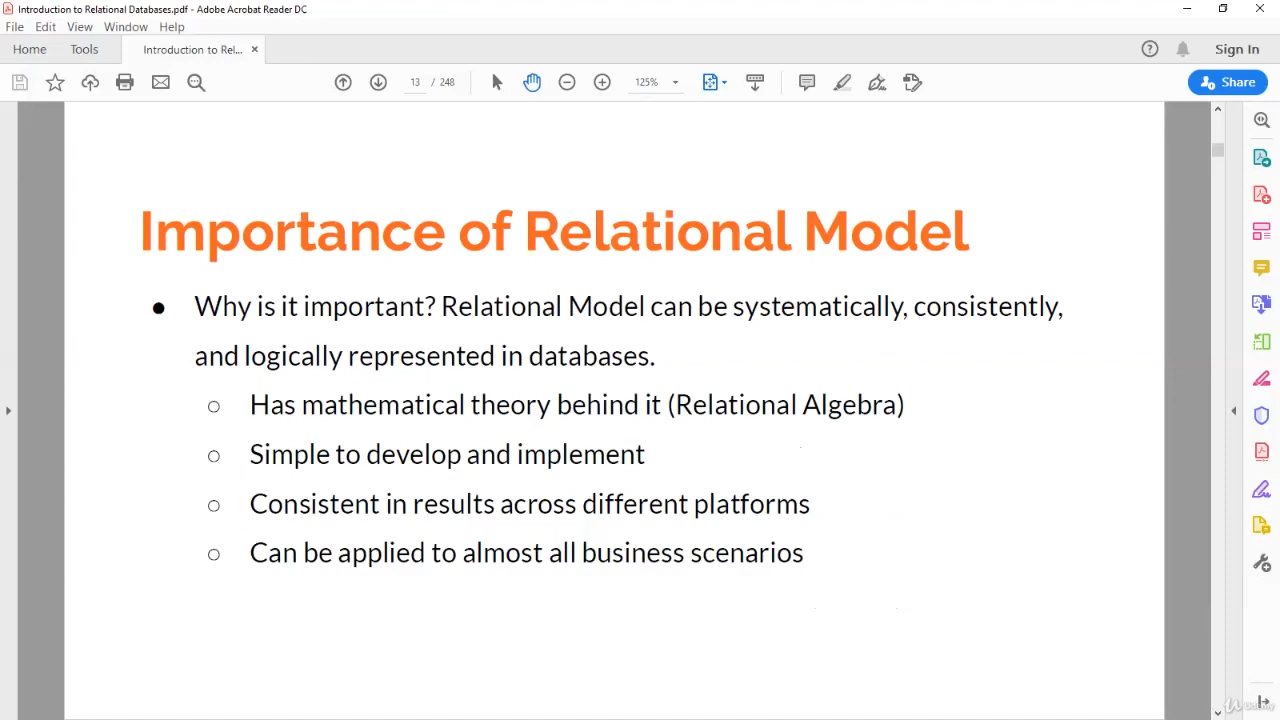 Introduction to Relational Databases.pdf - Adobe Acrobat Reader DC
File Edit View Window Help
Home Tools Introduction to Rel... × Sign In
13 / 248 125% Share
Importance of Relational Model
● Why is it important? Relational Model can be systematically, consistently,
and logically represented in databases.
○ Has mathematical theory behind it (Relational Algebra)
○ Simple to develop and implement
○ Consistent in results across different platforms
○ Can be applied to almost all business scenarios
Udemy